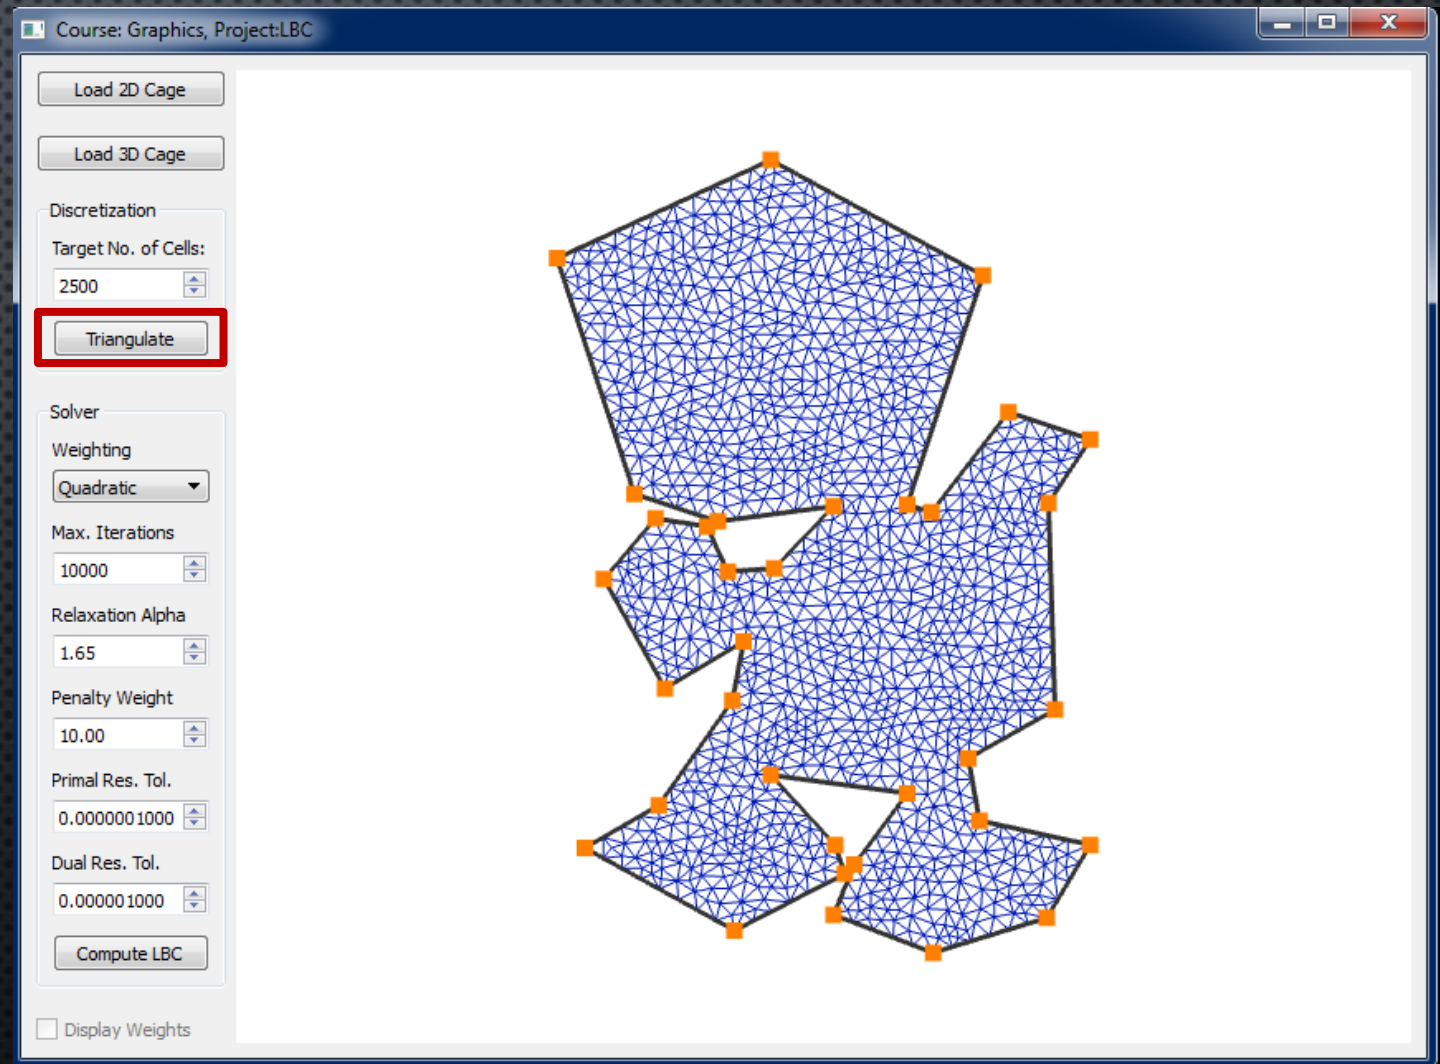 Course: Graphics, Project:LBC
Load 2D Cage
Load 3D Cage
Discretization
Target No. of Cells:
2500
Triangulate
Solver
Weighting
Quadratic
Max. Iterations
10000
Relaxation Alpha
1.65
Penalty Weight
10.00
Primal Res. Tol.
0.0000001000
Dual Res. Tol.
0.000001000
Compute LBC
Display Weights